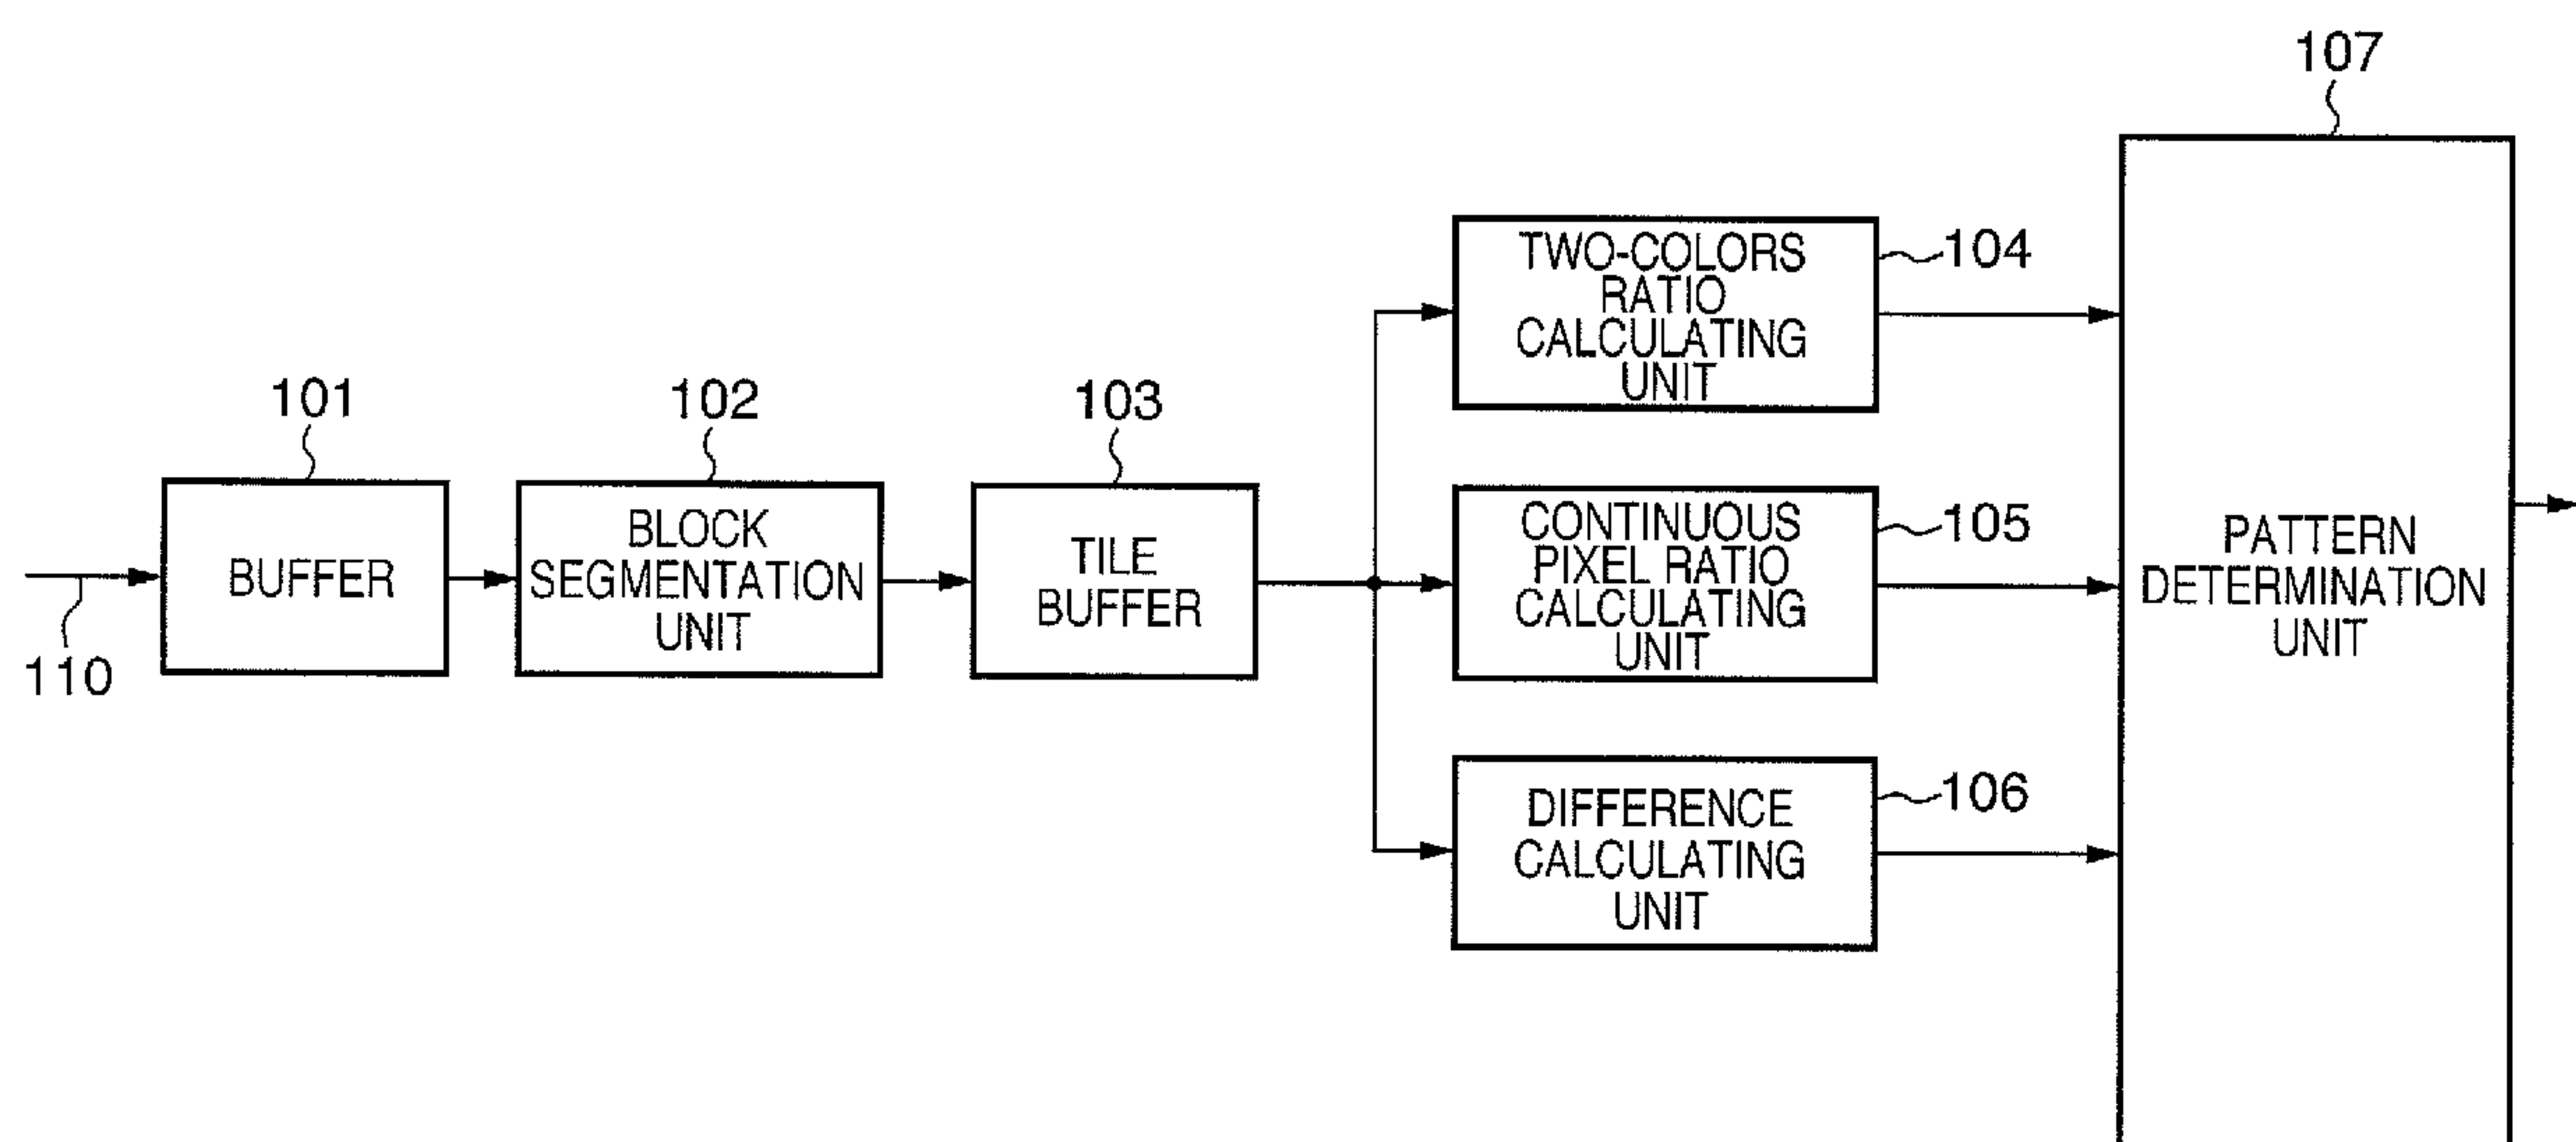 107
TWO-COLORS
RATIO
CALCULATING
UNIT
104
101
102
103
BUFFER
BLOCK
SEGMENTATION
UNIT
TILE
BUFFER
CONTINUOUS
PIXEL RATIO
CALCULATING
UNIT
105
PATTERN
DETERMINATION
UNIT
110
DIFFERENCE
CALCULATING
UNIT
106